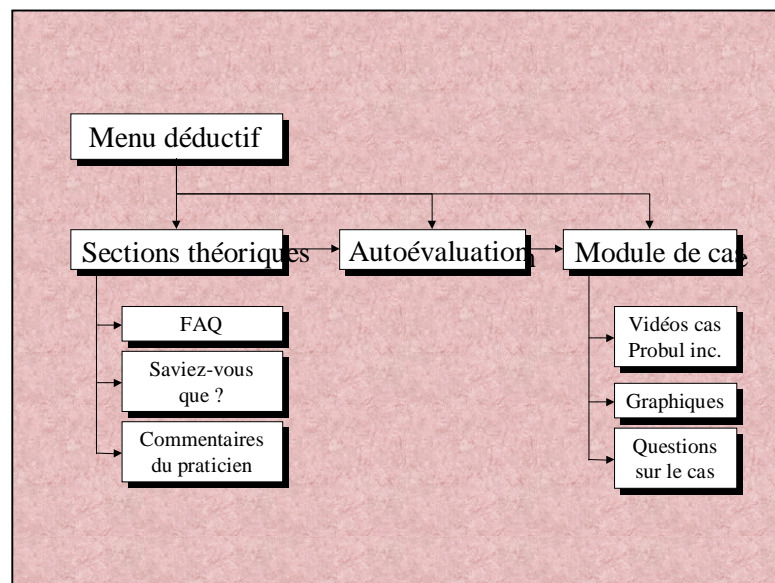 Menu déductif
Sections théoriques
Autoévaluation
Module de cas
FAQ
Saviez-vous
que ?
Commentaires
du praticien
Vidéos cas
Probul inc.
Graphiques
Questions
sur le cas